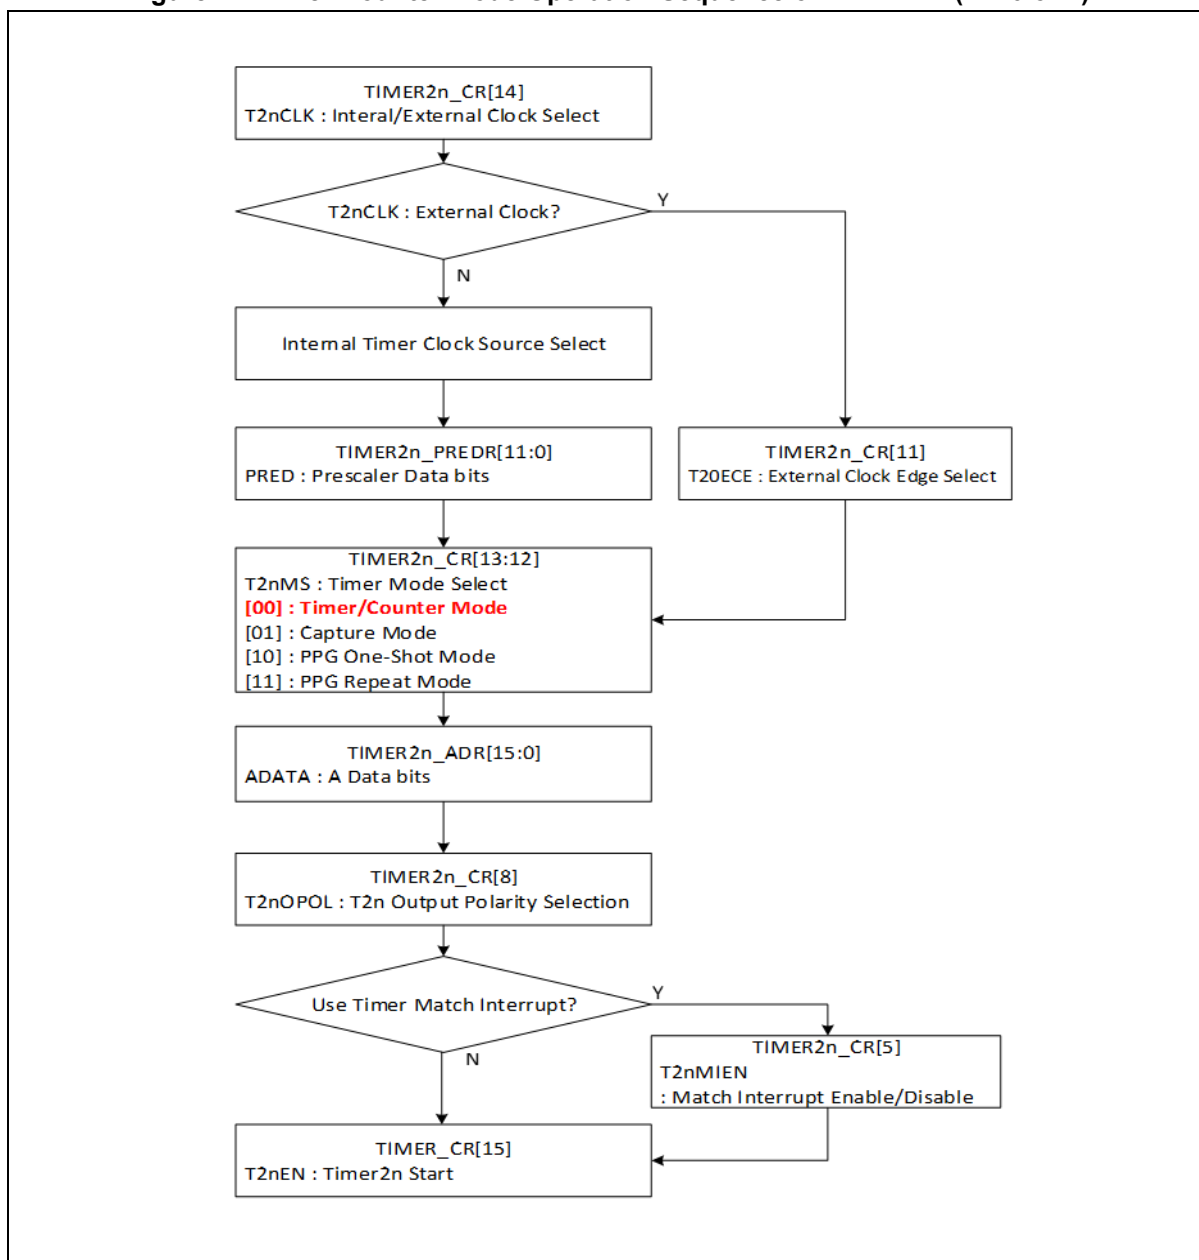 TIMER2n_CR[14]
T2nCLK : Interal/External Clock Select
T2nCLK : External Clock?
Y
N
Internal Timer Clock Source Select
TIMER2n_PREDR[11:0]
PRED : Prescaler Data bits
TIMER2n_CR[11]
T20ECE : External Clock Edge Select
TIMER2n_CR[13:12]
T2nMS : Timer Mode Select
[00] : Timer/Counter Mode
[01] : Capture Mode
[10] : PPG One-Shot Mode
[11] : PPG Repeat Mode
TIMER2n_ADR[15:0]
ADATA : A Data bits
TIMER2n_CR[8]
T2nOPOL : T2n Output Polarity Selection
Use Timer Match Interrupt?
Y
N
TIMER2n_CR[5]
T2nMIEN
: Match Interrupt Enable/Disable
TIMER_CR[15]
T2nEN : Timer2n Start